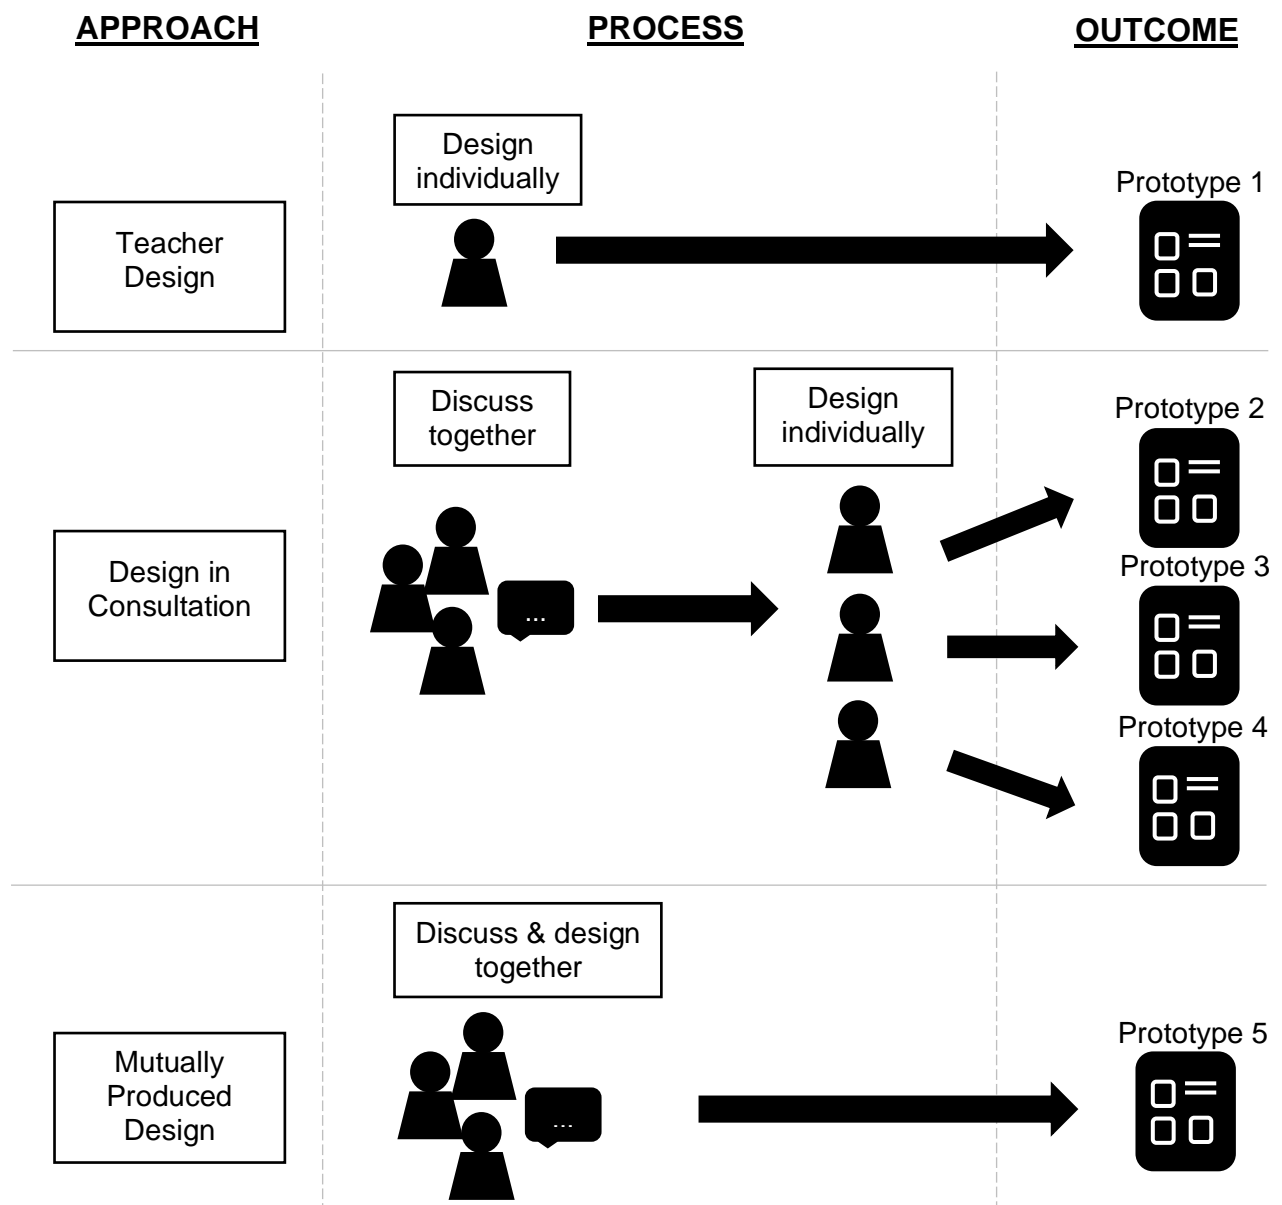 APPROACH
PROCESS
OUTCOME
Design
individually
Prototype 1
Teacher
Design
Discuss
together
Design
individually
Prototype 2
Design in
Consultation
...
Prototype 3
Prototype 4
Discuss & design
together
Mutually
Produced
Design
...
Prototype 5